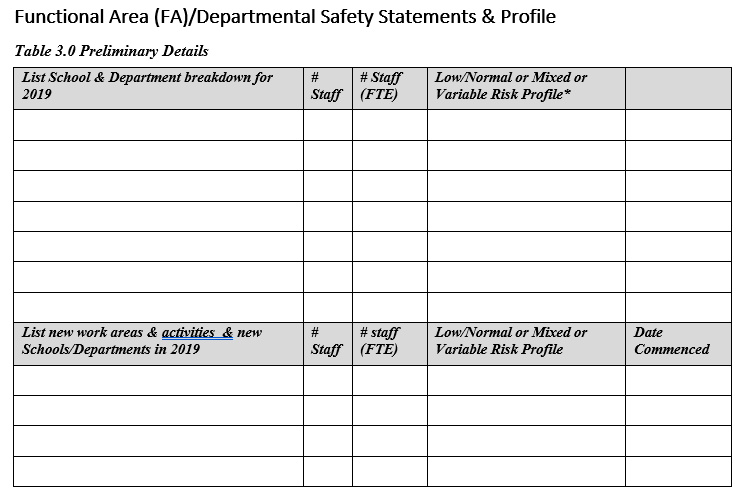 Functional Area (FA)/Departmental Safety Statements & Profile
Table 3.0 Preliminary Details
List School & Department breakdown for 2019
# Staff
# Staff (FTE)
Low/Normal or Mixed or Variable Risk Profile*
List new work areas & activities & new Schools/Departments in 2019
# Staff
# staff (FTE)
Low/Normal or Mixed or Variable Risk Profile
Date Commenced